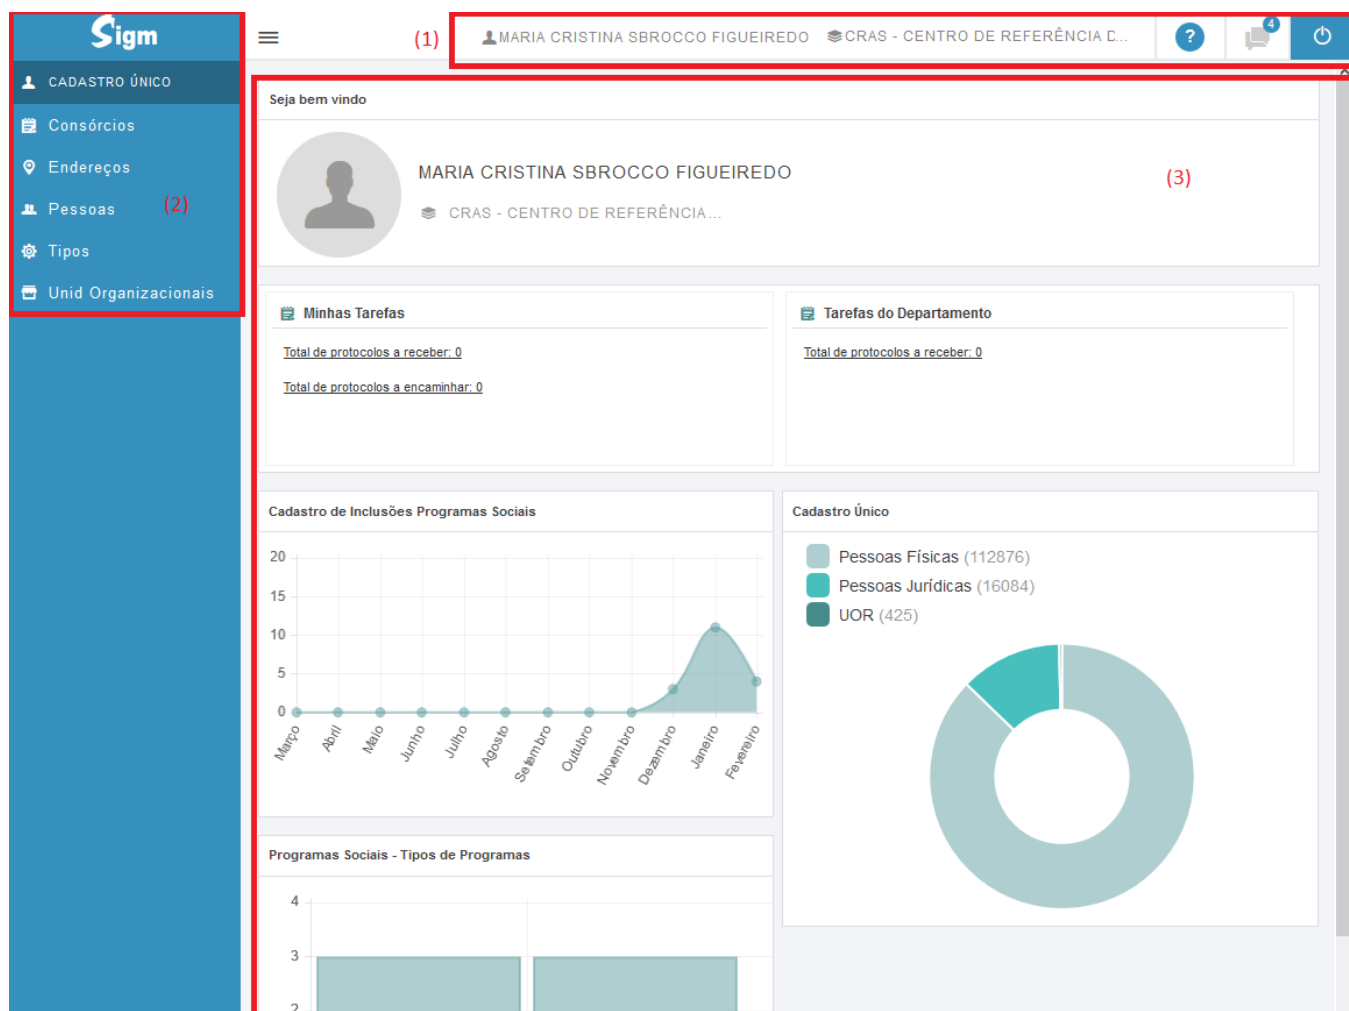 Sigm
(1)
MARIA CRISTINA SBROCCO FIGUEIREDO
CRAS - CENTRO DE REFERÊNCIA D...
?
4
CADASTRO ÚNICO
Consórcios
Endereços
Pessoas
(2)
Tipos
Unid Organizacionais
Seja bem vindo
MARIA CRISTINA SBROCCO FIGUEIREDO
CRAS - CENTRO DE REFERÊNCIA...
(3)
Minhas Tarefas
Total de protocolos a receber: 0
Total de protocolos a encaminhar: 0
Tarefas do Departamento
Total de protocolos a receber: 0
Cadastro de Inclusões Programas Sociais
20
15
10
5
0
Março
Abril
Maio
Junho
Julho
Agosto
Setembro
Outubro
Novembro
Dezembro
Janeiro
Fevereiro
Cadastro Único
Pessoas Físicas (112876)
Pessoas Jurídicas (16084)
UOR (425)
Programas Sociais - Tipos de Programas
4
3
2